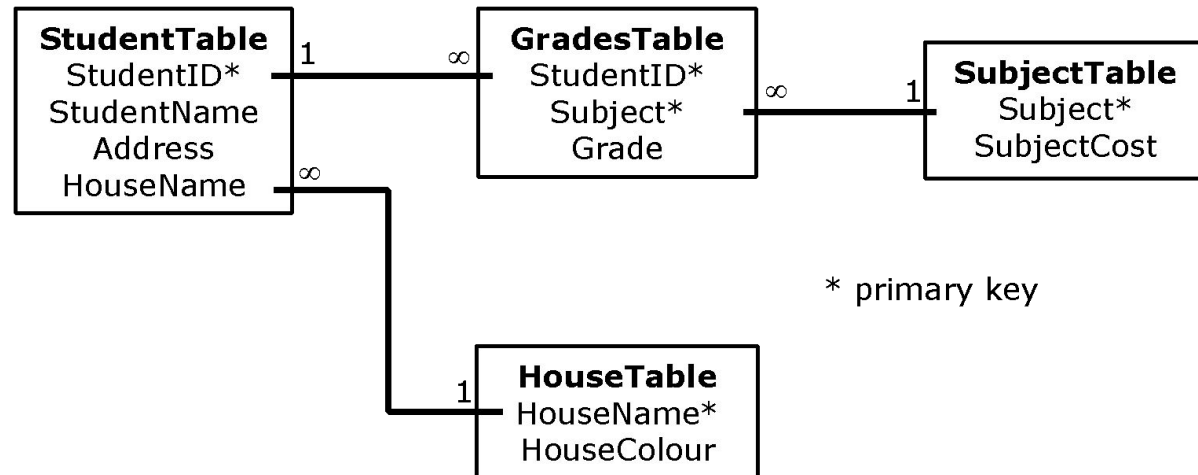 StudentTable
StudentID*
StudentName
Address
HouseName
1
∞
GradesTable
StudentID*
Subject*
Grade
∞
1
SubjectTable
Subject*
SubjectCost
∞
1
HouseTable
HouseName*
HouseColour
* primary key